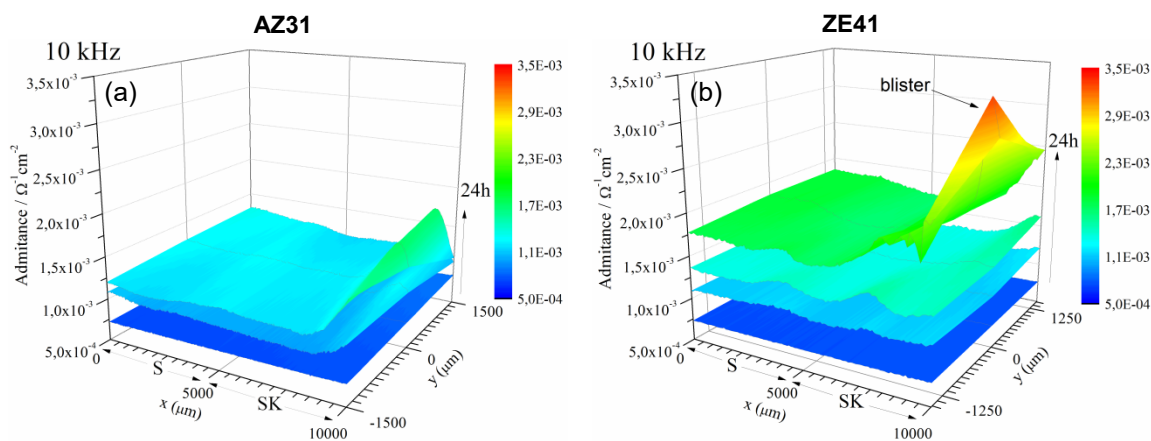 AZ31
10 kHz
(a)
Admitance / Ω⁻¹ cm⁻²
3,5x10⁻³
3,0x10⁻³
2,5x10⁻³
2,0x10⁻³
1,5x10⁻³
1,0x10⁻³
5,0x10⁻⁴
3,5E-03
2,9E-03
2,3E-03
1,7E-03
1,1E-03
5,0E-04
24h
0
S
5000
x (μm)
SK
10000
-1500
0
y (μm)
1500
ZE41
10 kHz
(b)
blister
Admitance / Ω⁻¹ cm⁻²
3,5x10⁻³
3,0x10⁻³
2,5x10⁻³
2,0x10⁻³
1,5x10⁻³
1,0x10⁻³
5,0x10⁻⁴
3,5E-03
2,9E-03
2,3E-03
1,7E-03
1,1E-03
5,0E-04
24h
0
S
5000
x (μm)
SK
10000
-1250
0
y (μm)
1250